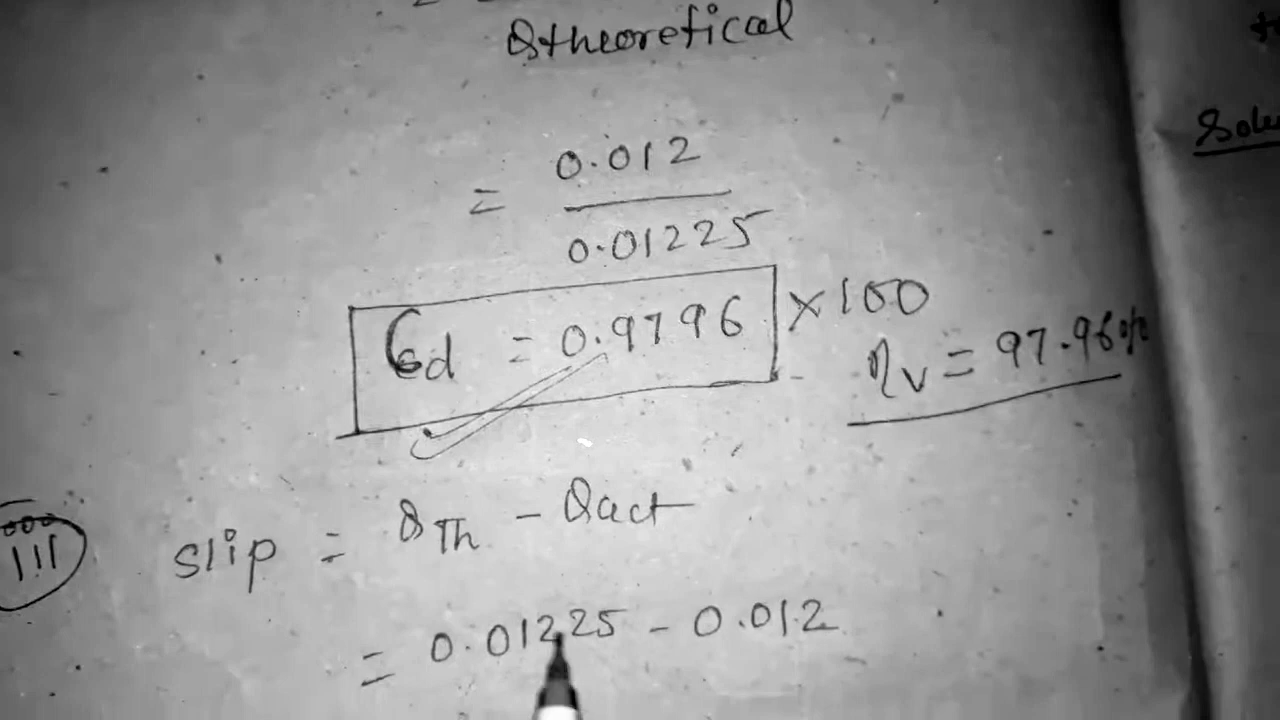 Qtheoretical
= 0.012
0.01225
Cd = 0.9796 ×100
ηv = 97.96%
iii slip = QTh - Qact
= 0.01225 - 0.012
Solu